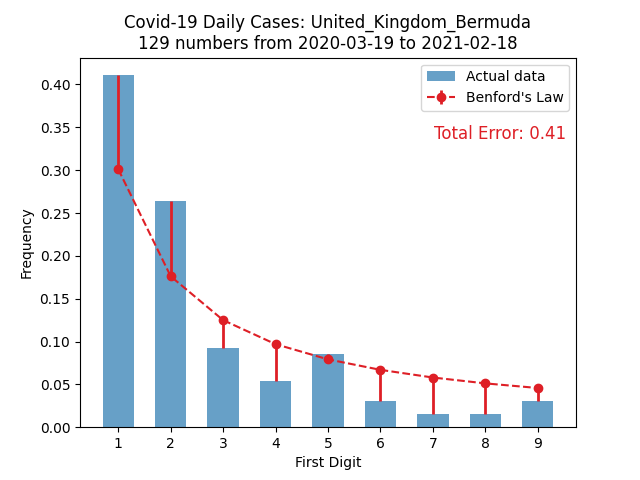 Covid-19 Daily Cases: United_Kingdom_Bermuda
129 numbers from 2020-03-19 to 2021-02-18
Actual data
Benford's Law
Total Error: 0.41
Frequency
0.40
0.35
0.30
0.25
0.20
0.15
0.10
0.05
0.00
1 2 3 4 5 6 7 8 9
First Digit